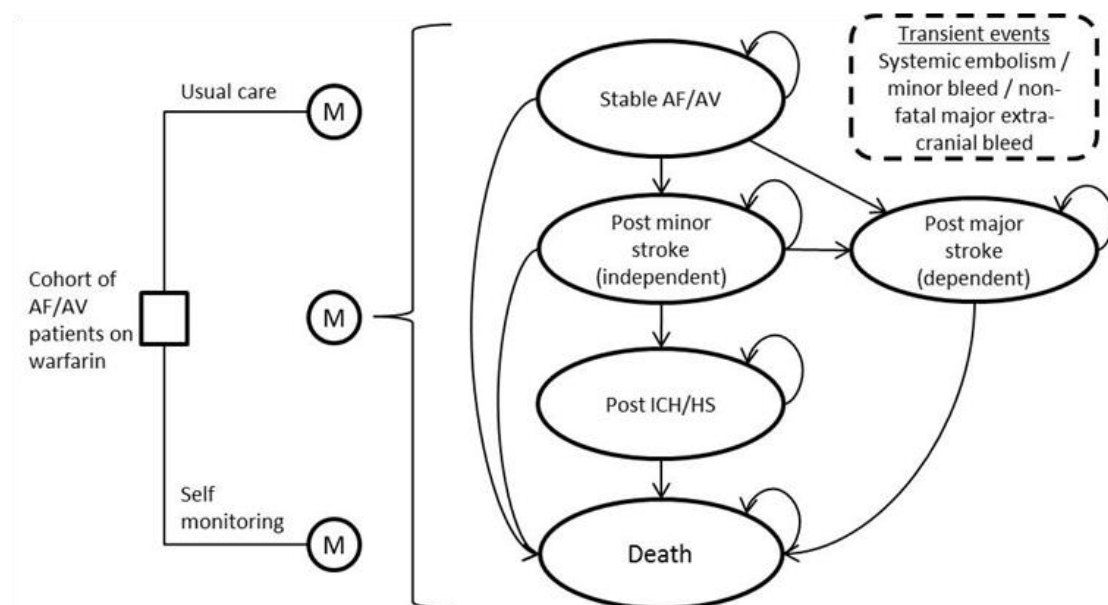 Usual care
M
Cohort of
AF/AV
patients on
warfarin
M
Self
monitoring
M
Stable AF/AV
Transient events
Systemic embolism /
minor bleed / non-
fatal major extra-
cranial bleed
Post minor
stroke
(independent)
Post major
stroke
(dependent)
Post ICH/HS
Death